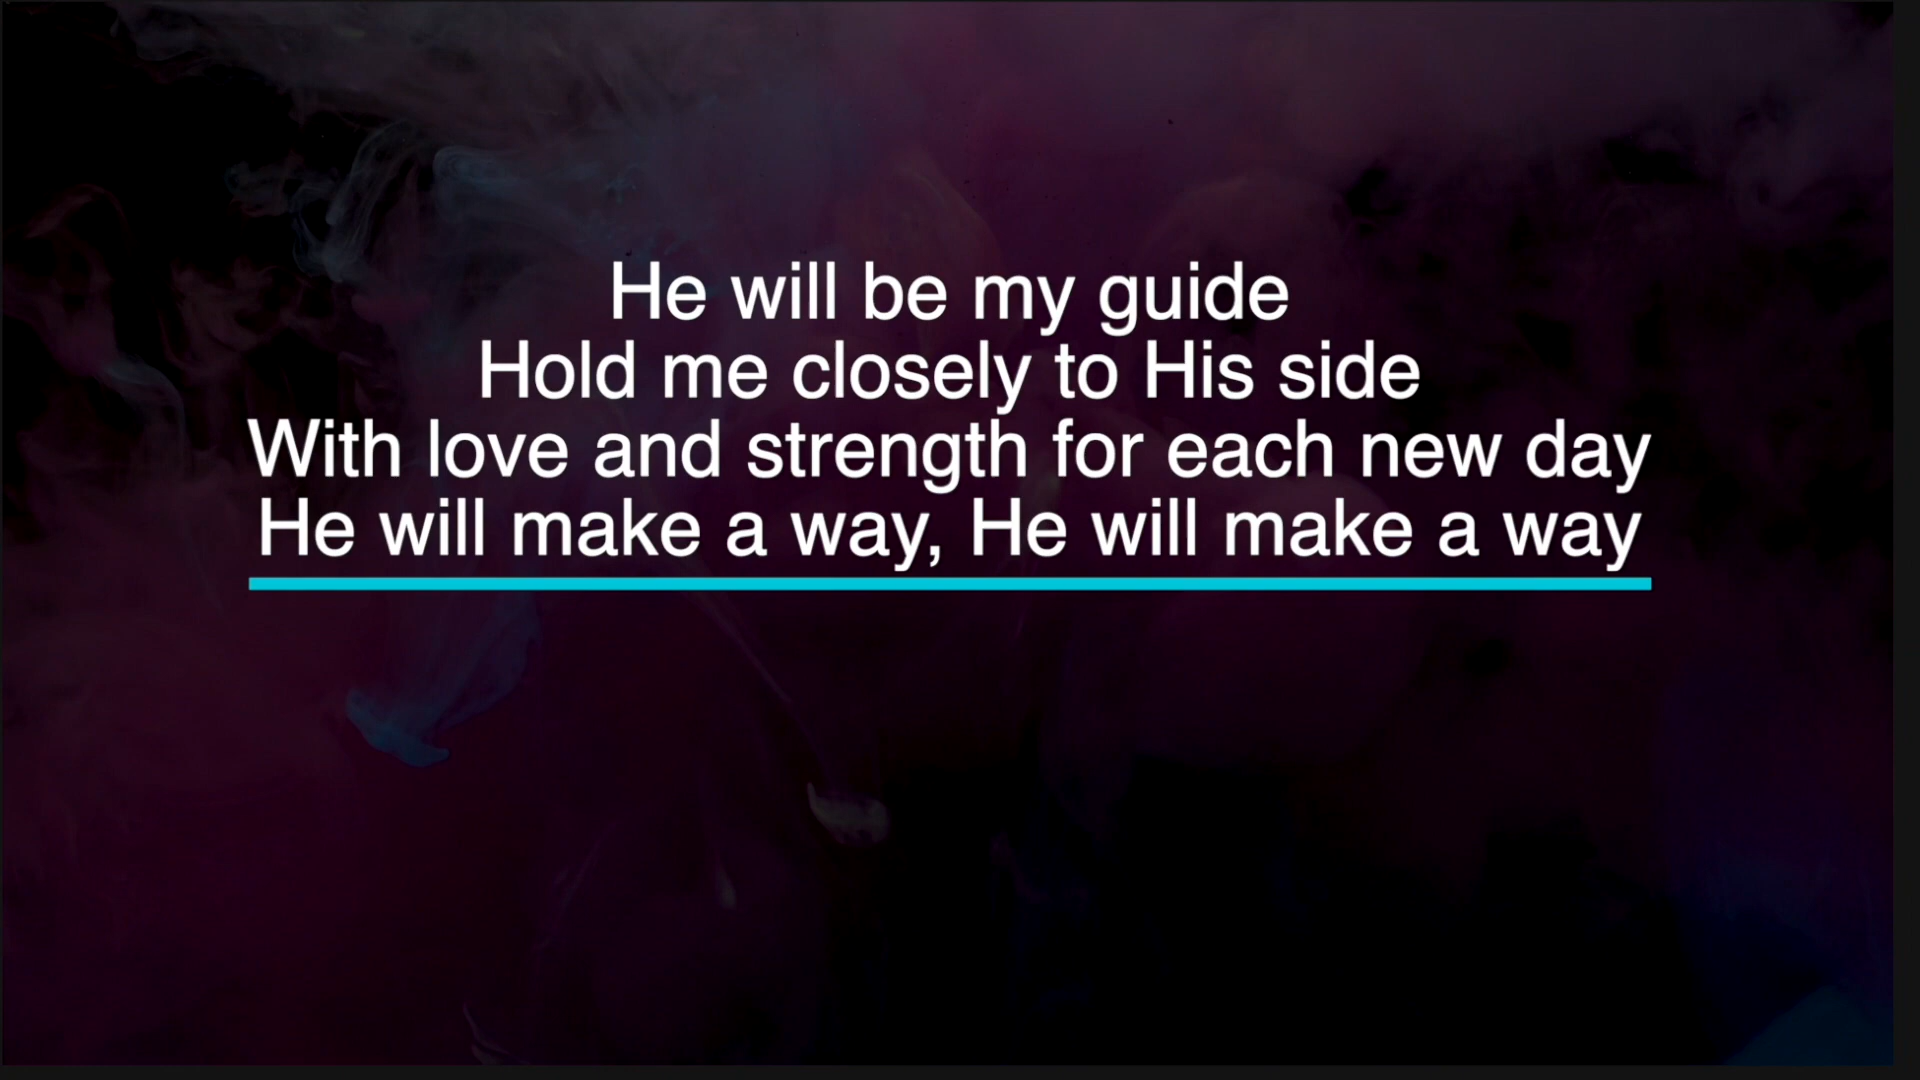 He will be my guide
Hold me closely to His side
With love and strength for each new day
He will make a way, He will make a way